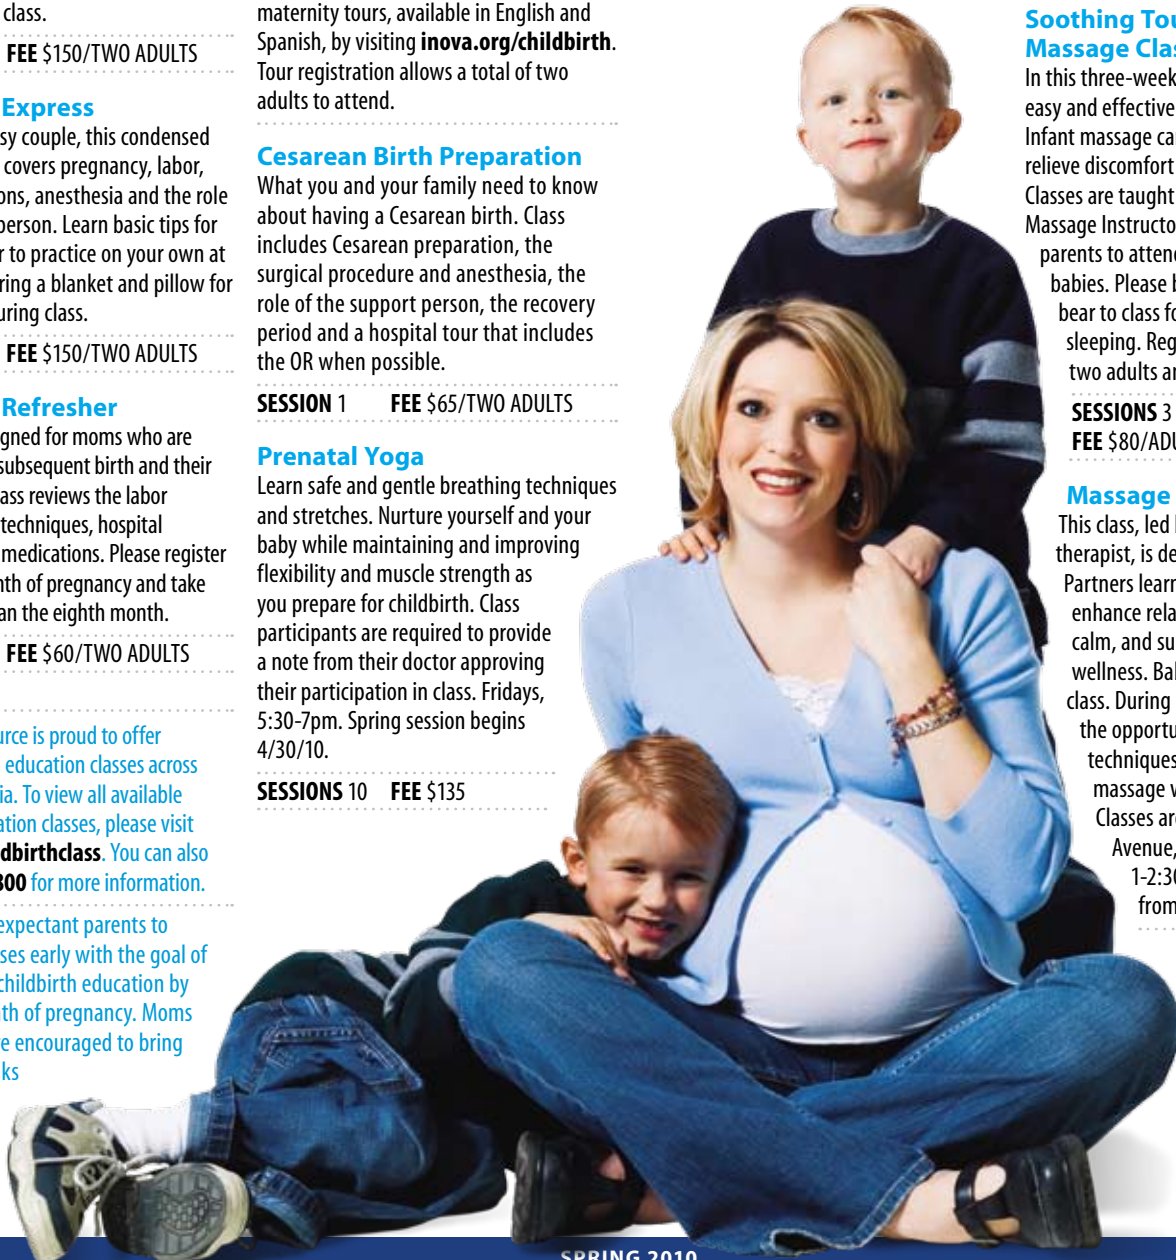 class.
FEE $150/TWO ADULTS
Express
sy couple, this condensed
covers pregnancy, labor,
ons, anesthesia and the role
person. Learn basic tips for
r to practice on your own at
ring a blanket and pillow for
uring class.
FEE $150/TWO ADULTS
Refresher
igned for moms who are
subsequent birth and their
ass reviews the labor
techniques, hospital
medications. Please register
nth of pregnancy and take
an the eighth month.
FEE $60/TWO ADULTS
urce is proud to offer
education classes across
ia. To view all available
ation classes, please visit
dbirthclass. You can also
800 for more information.
expectant parents to
ses early with the goal of
childbirth education by
th of pregnancy. Moms
e encouraged to bring
ks
maternity tours, available in English and
Spanish, by visiting inova.org/childbirth.
Tour registration allows a total of two
adults to attend.
Cesarean Birth Preparation
What you and your family need to know
about having a Cesarean birth. Class
includes Cesarean preparation, the
surgical procedure and anesthesia, the
role of the support person, the recovery
period and a hospital tour that includes
the OR when possible.
SESSION 1 FEE $65/TWO ADULTS
Prenatal Yoga
Learn safe and gentle breathing techniques
and stretches. Nurture yourself and your
baby while maintaining and improving
flexibility and muscle strength as
you prepare for childbirth. Class
participants are required to provide
a note from their doctor approving
their participation in class. Fridays,
5:30-7pm. Spring session begins
4/30/10.
SESSIONS 10 FEE $135
Soothing Tou
Massage Clas
In this three-week
easy and effective
Infant massage ca
relieve discomfort
Classes are taught
Massage Instructo
parents to attend
babies. Please b
bear to class fo
sleeping. Reg
two adults an
SESSIONS 3
FEE $80/ADU
Massage
This class, led
therapist, is de
Partners learn
enhance rela
calm, and su
wellness. Bal
class. During
the opportu
techniques
massage w
Classes are
Avenue,
1-2:30
from
SPRING 2010